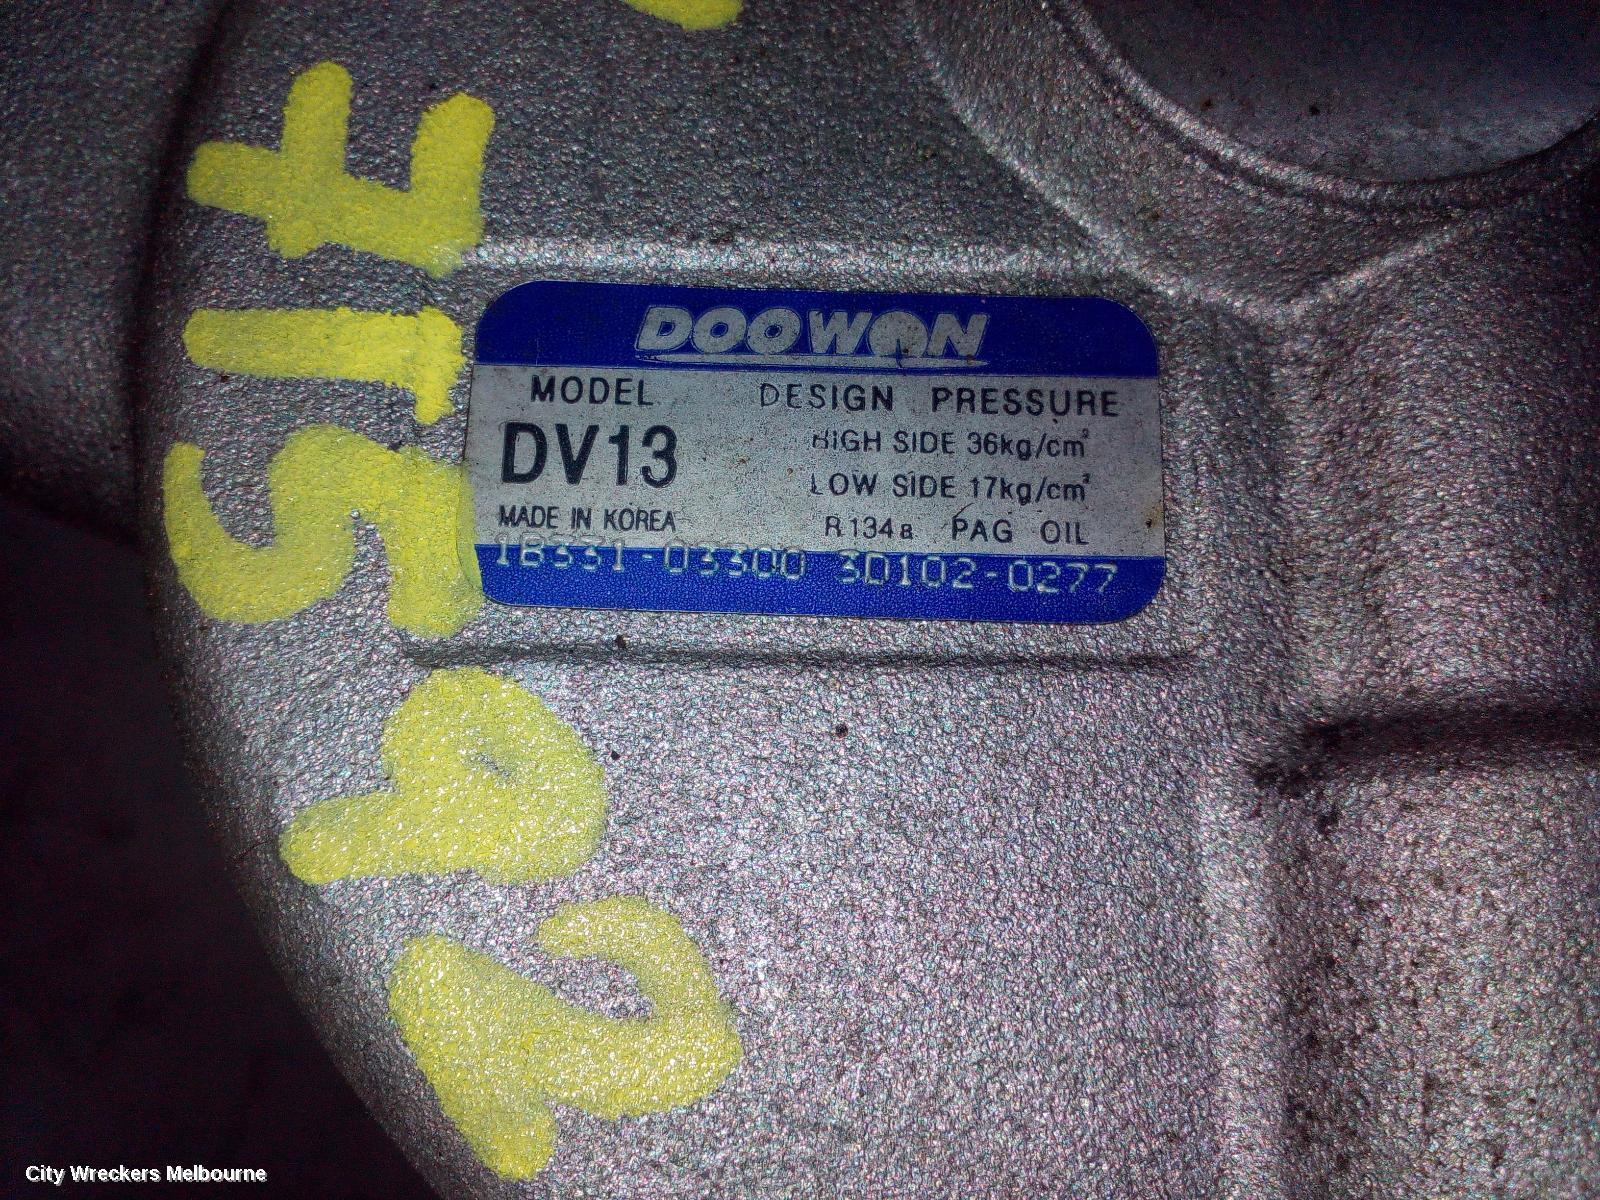 DOOWON
MODEL DESIGN PRESSURE
DV13 HIGH SIDE 36kg/cm²
LOW SIDE 17kg/cm²
MADE IN KOREA R134a PAG OIL
1B331-03300 3D102-0277
City Wreckers Melbourne